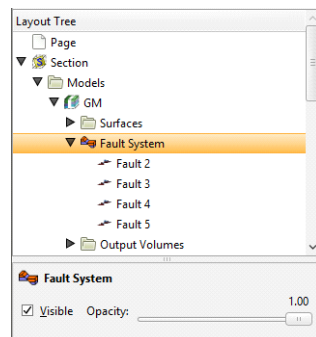 Layout Tree
Page
Section
Models
GM
Surfaces
Fault System
Fault 2
Fault 3
Fault 4
Fault 5
Output Volumes
Fault System
1.00
Visible Opacity: